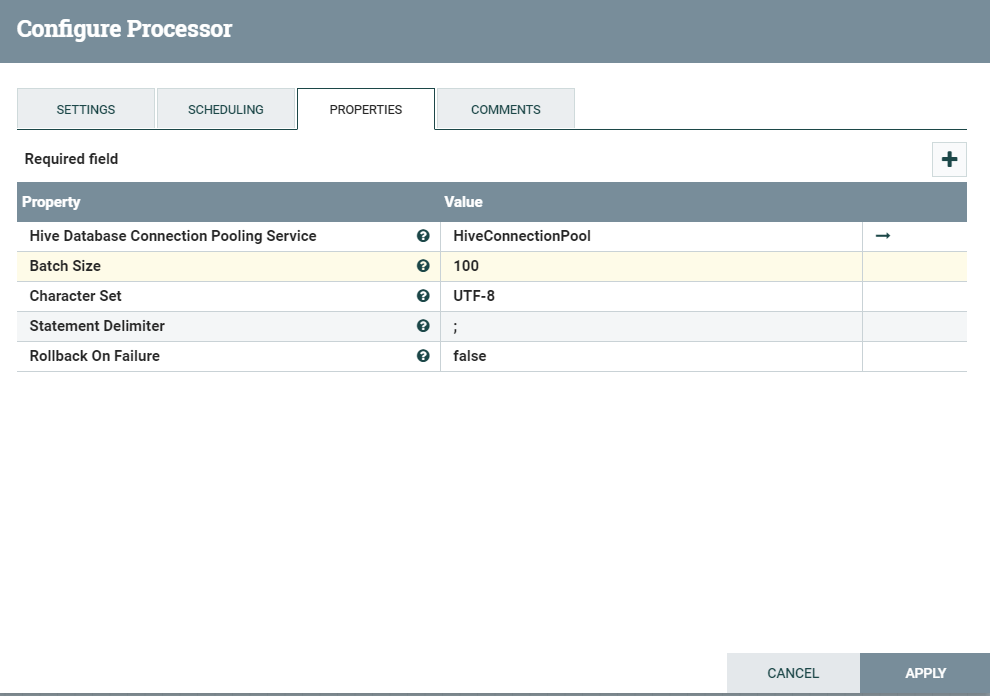 Configure Processor
SETTINGS SCHEDULING PROPERTIES COMMENTS
Required field
Property Value
Hive Database Connection Pooling Service HiveConnectionPool
Batch Size 100
Character Set UTF-8
Statement Delimiter ;
Rollback On Failure false
CANCEL APPLY